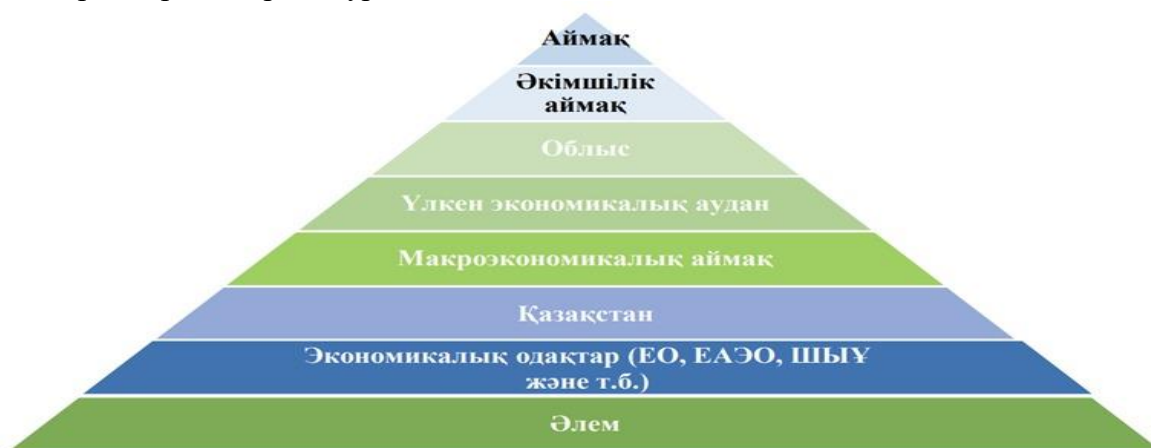 Аймақ
Әкімшілік
аймақ
Облыс
Үлкен экономикалық аудан
Макроэкономикалық аймақ
Қазақстан
Экономикалық одақтар (ЕО, ЕАЭО, ШЫҰ
және т.б.)
Әлем